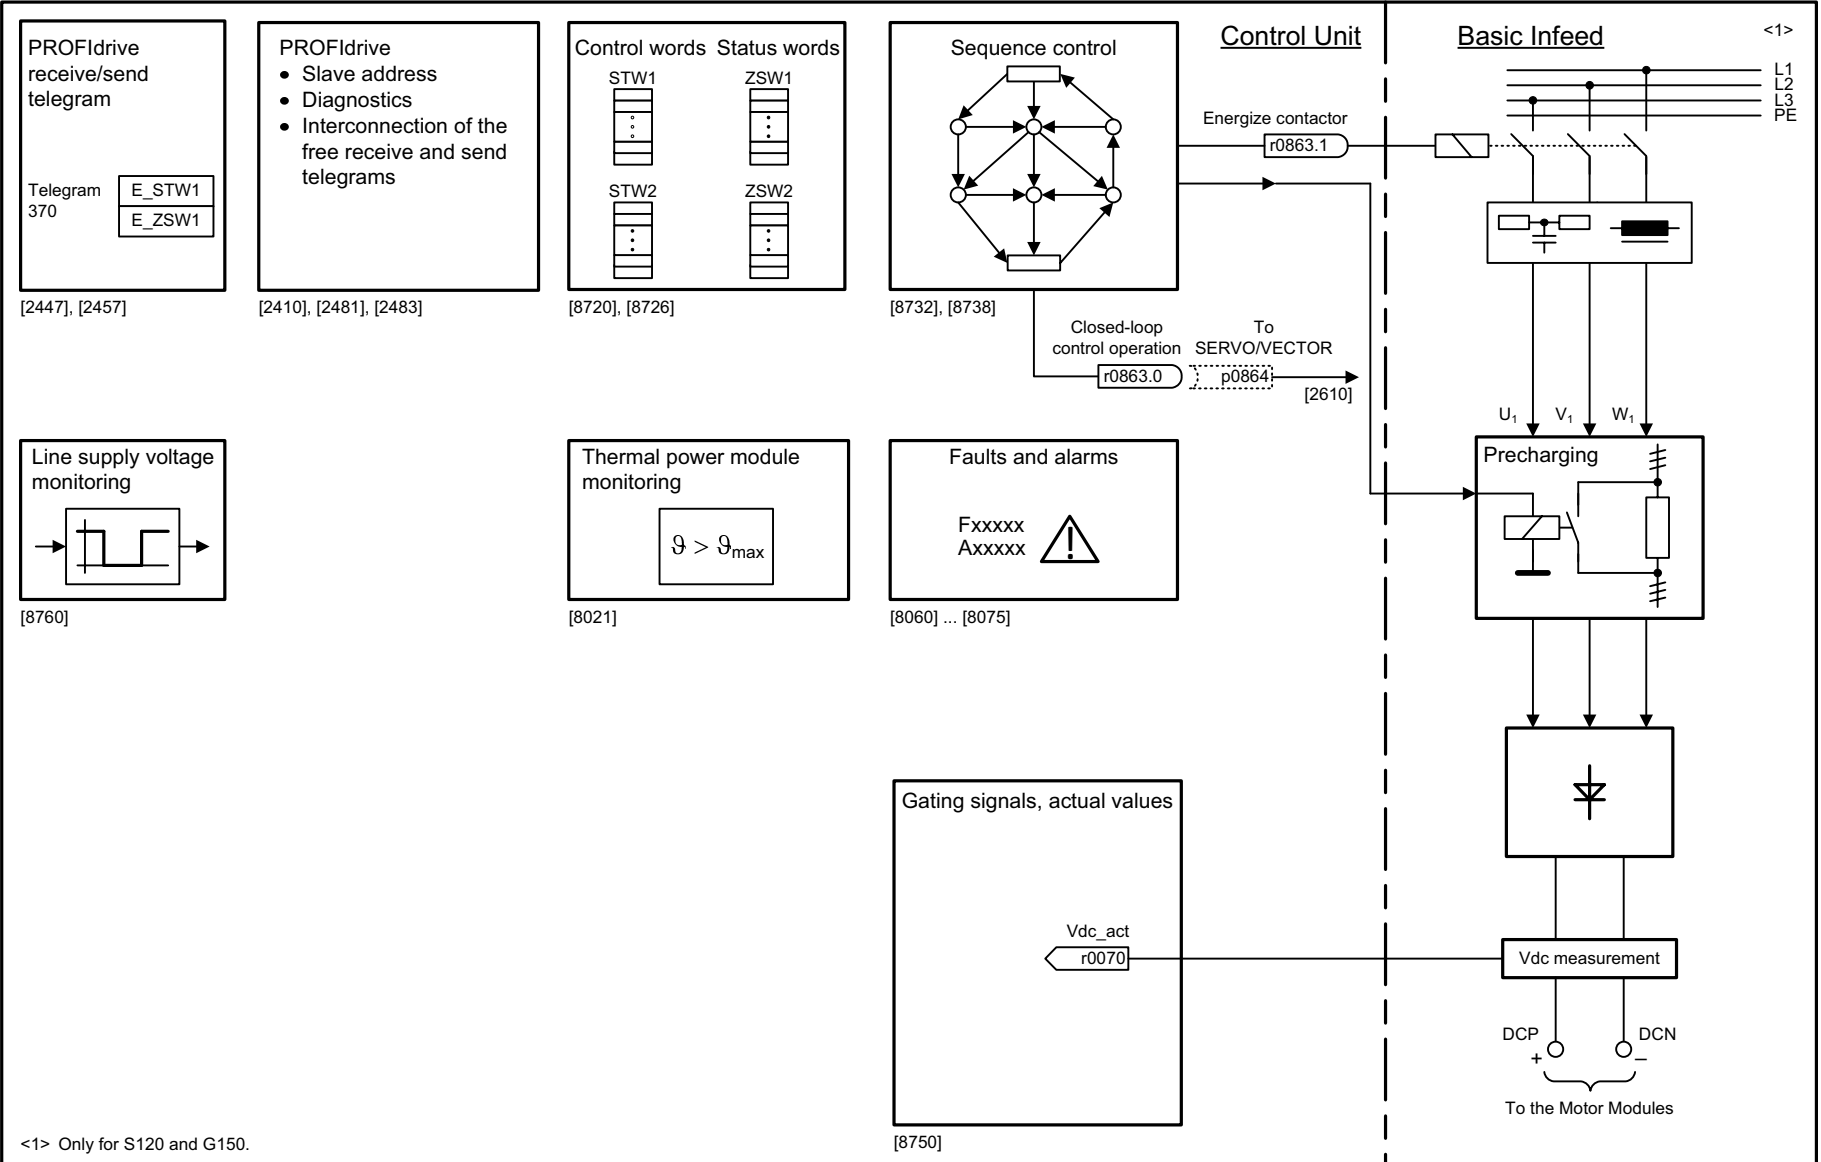 PROFIdrive
receive/send
telegram
Telegram
370
E_STW1
E_ZSW1
[2447], [2457]
PROFIdrive
• Slave address
• Diagnostics
• Interconnection of the
free receive and send
telegrams
[2410], [2481], [2483]
Control words Status words
STW1
ZSW1
STW2
ZSW2
[8720], [8726]
Sequence control
[8732], [8738]
Control Unit
Energize contactor
r0863.1
Closed-loop
control operation
r0863.0
To
SERVO/VECTOR
p0864
[2610]
Basic Infeed
<1>
L1
L2
L3
PE
U1
V1
W1
Line supply voltage
monitoring
[8760]
Thermal power module
monitoring
ϑ > ϑmax
[8021]
Faults and alarms
Fxxxxx
Axxxxx
!
[8060] ... [8075]
Precharging
Gating signals, actual values
Vdc_act
r0070
[8750]
Vdc measurement
DCP
+
DCN
–
To the Motor Modules
<1> Only for S120 and G150.